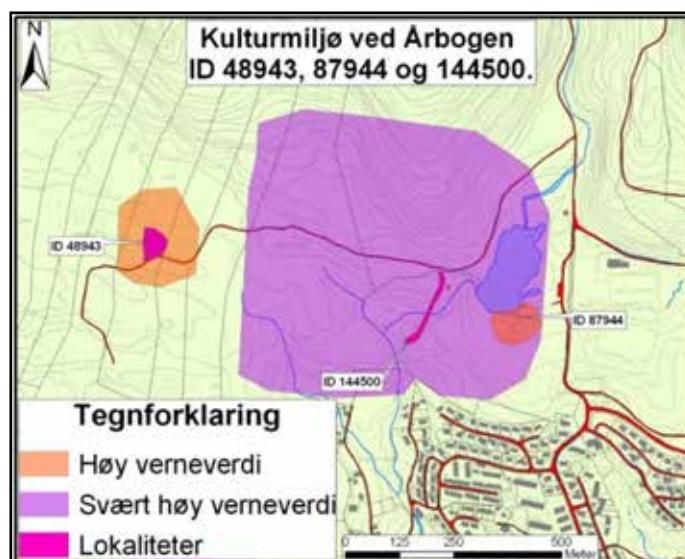 N
Kulturmiljø ved Årbogen
ID 48943, 87944 og 144500.
ID 48943
ID 87944
ID 144500
Tegnforklaring
Høy verneverdi
Svært høy verneverdi
Lokaliteter
0 125 250 500
Meter